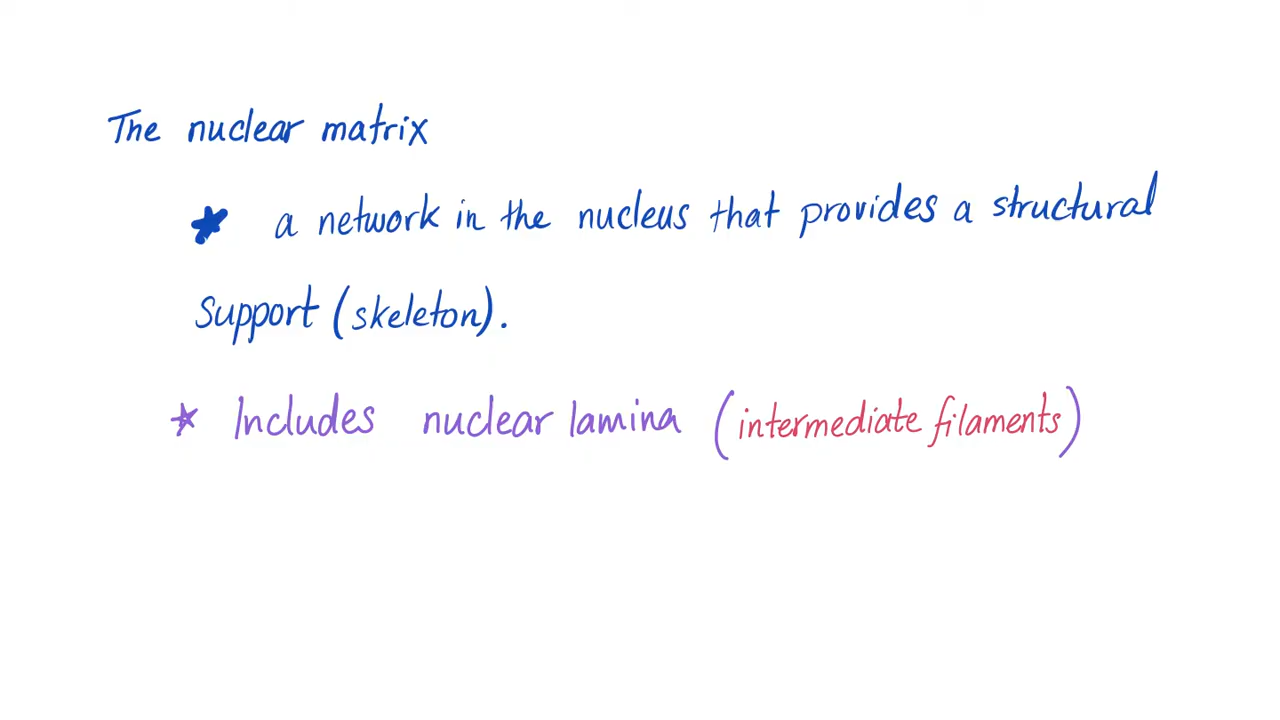 The nuclear matrix
* a network in the nucleus that provides a structural
support (skeleton).
* Includes nuclear lamina (intermediate filaments)